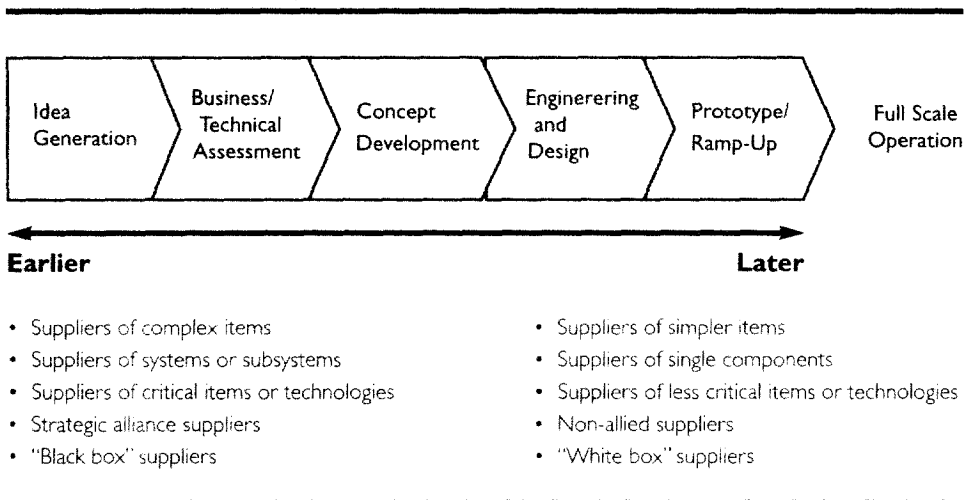 Idea
Generation
Business/
Technical
Assessment
Concept
Development
Enginerering
and
Design
Prototype/
Ramp-Up
Full Scale
Operation
Earlier
Later
• Suppliers of complex items
• Suppliers of systems or subsystems
• Suppliers of critical items or technologies
• Strategic alliance suppliers
• "Black box" suppliers
• Suppliers of simpler items
• Suppliers of single components
• Suppliers of less critical items or technologies
• Non-allied suppliers
• "White box" suppliers